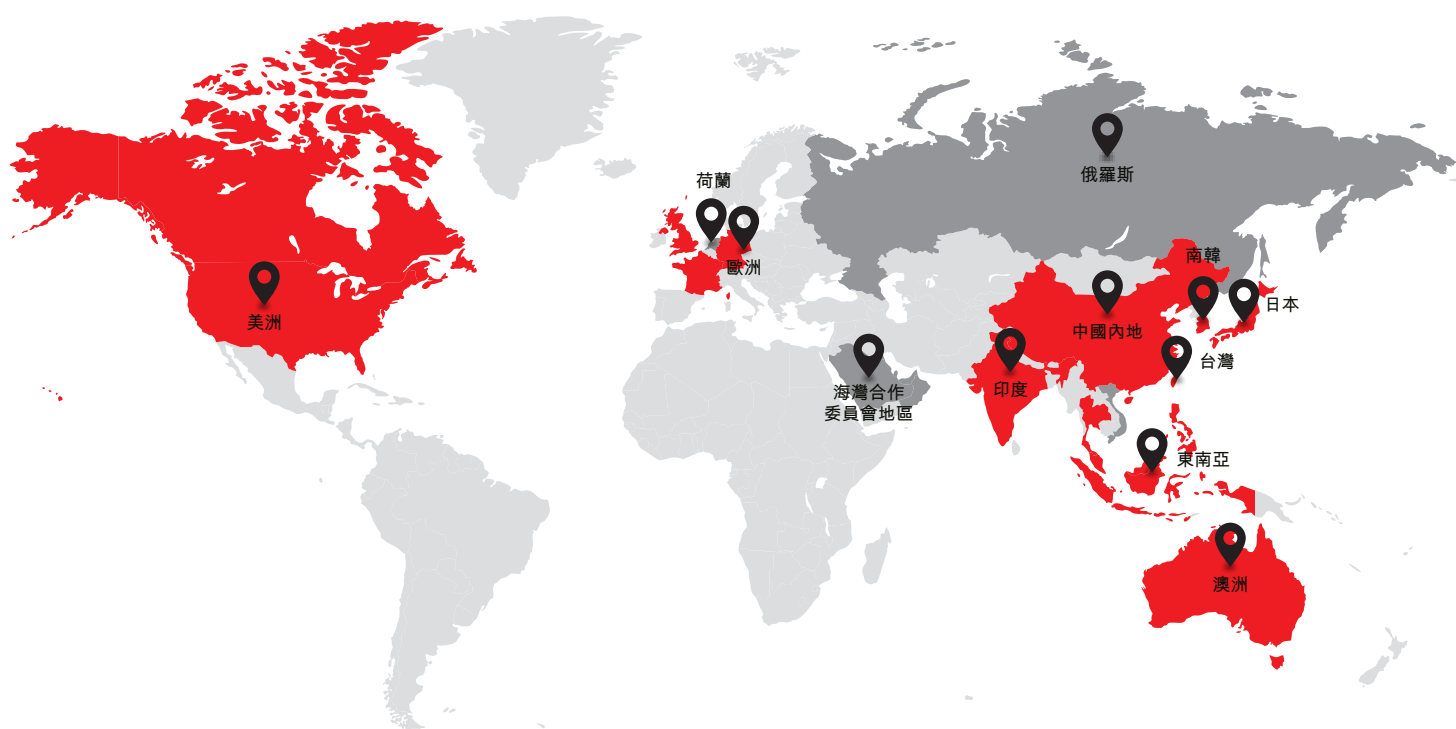 俄羅斯
荷蘭
南韓
歐洲
日本
美洲
中國內地
台灣
印度
海灣合作
委員會地區
東南亞
澳洲